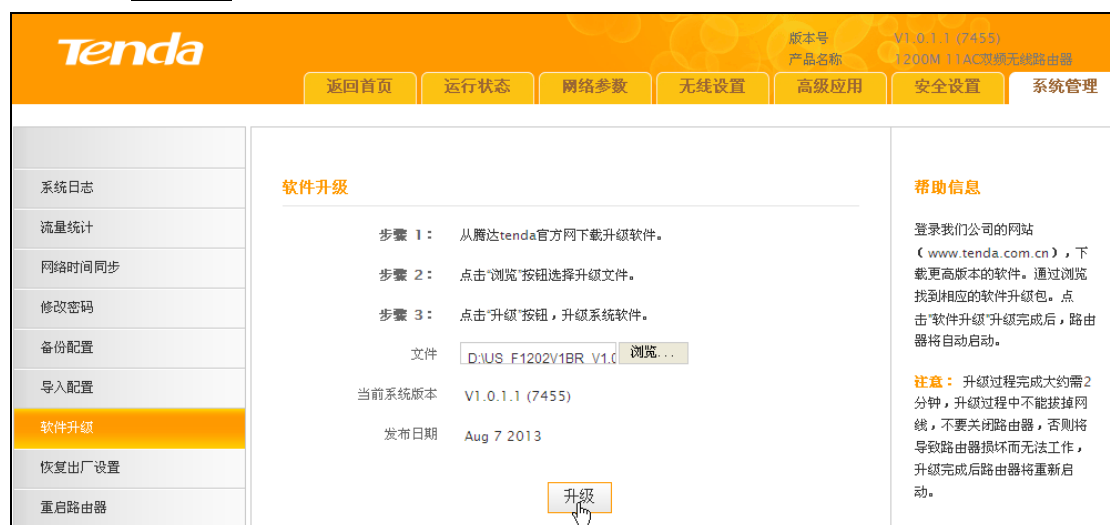 Tenda
版本号 V1.0.1.1 (7455)
产品名称 1200M 11AC双频无线路由器
返回首页 运行状态 网络参数 无线设置 高级应用 安全设置 系统管理
系统日志
流量统计
网络时间同步
修改密码
备份配置
导入配置
软件升级
恢复出厂设置
重启路由器
软件升级
步骤 1： 从腾达tenda官方网下载升级软件。
步骤 2： 点击"浏览"按钮选择升级文件。
步骤 3： 点击"升级"按钮，升级系统软件。
文件 D:\US_F1202V1BR_V1.0 浏览...
当前系统版本 V1.0.1.1 (7455)
发布日期 Aug 7 2013
升级
帮助信息
登录我们公司的网站
（www.tenda.com.cn），下
载更高版本的软件。通过浏览
找到相应的软件升级包。点
击"软件升级"升级完成后，路由
器将自动启动。
注意： 升级过程完成大约需2
分钟，升级过程中不能拔掉网
线，不要关闭路由器，否则将
导致路由器损坏而无法工作，
升级完成后路由器将重新启
动。